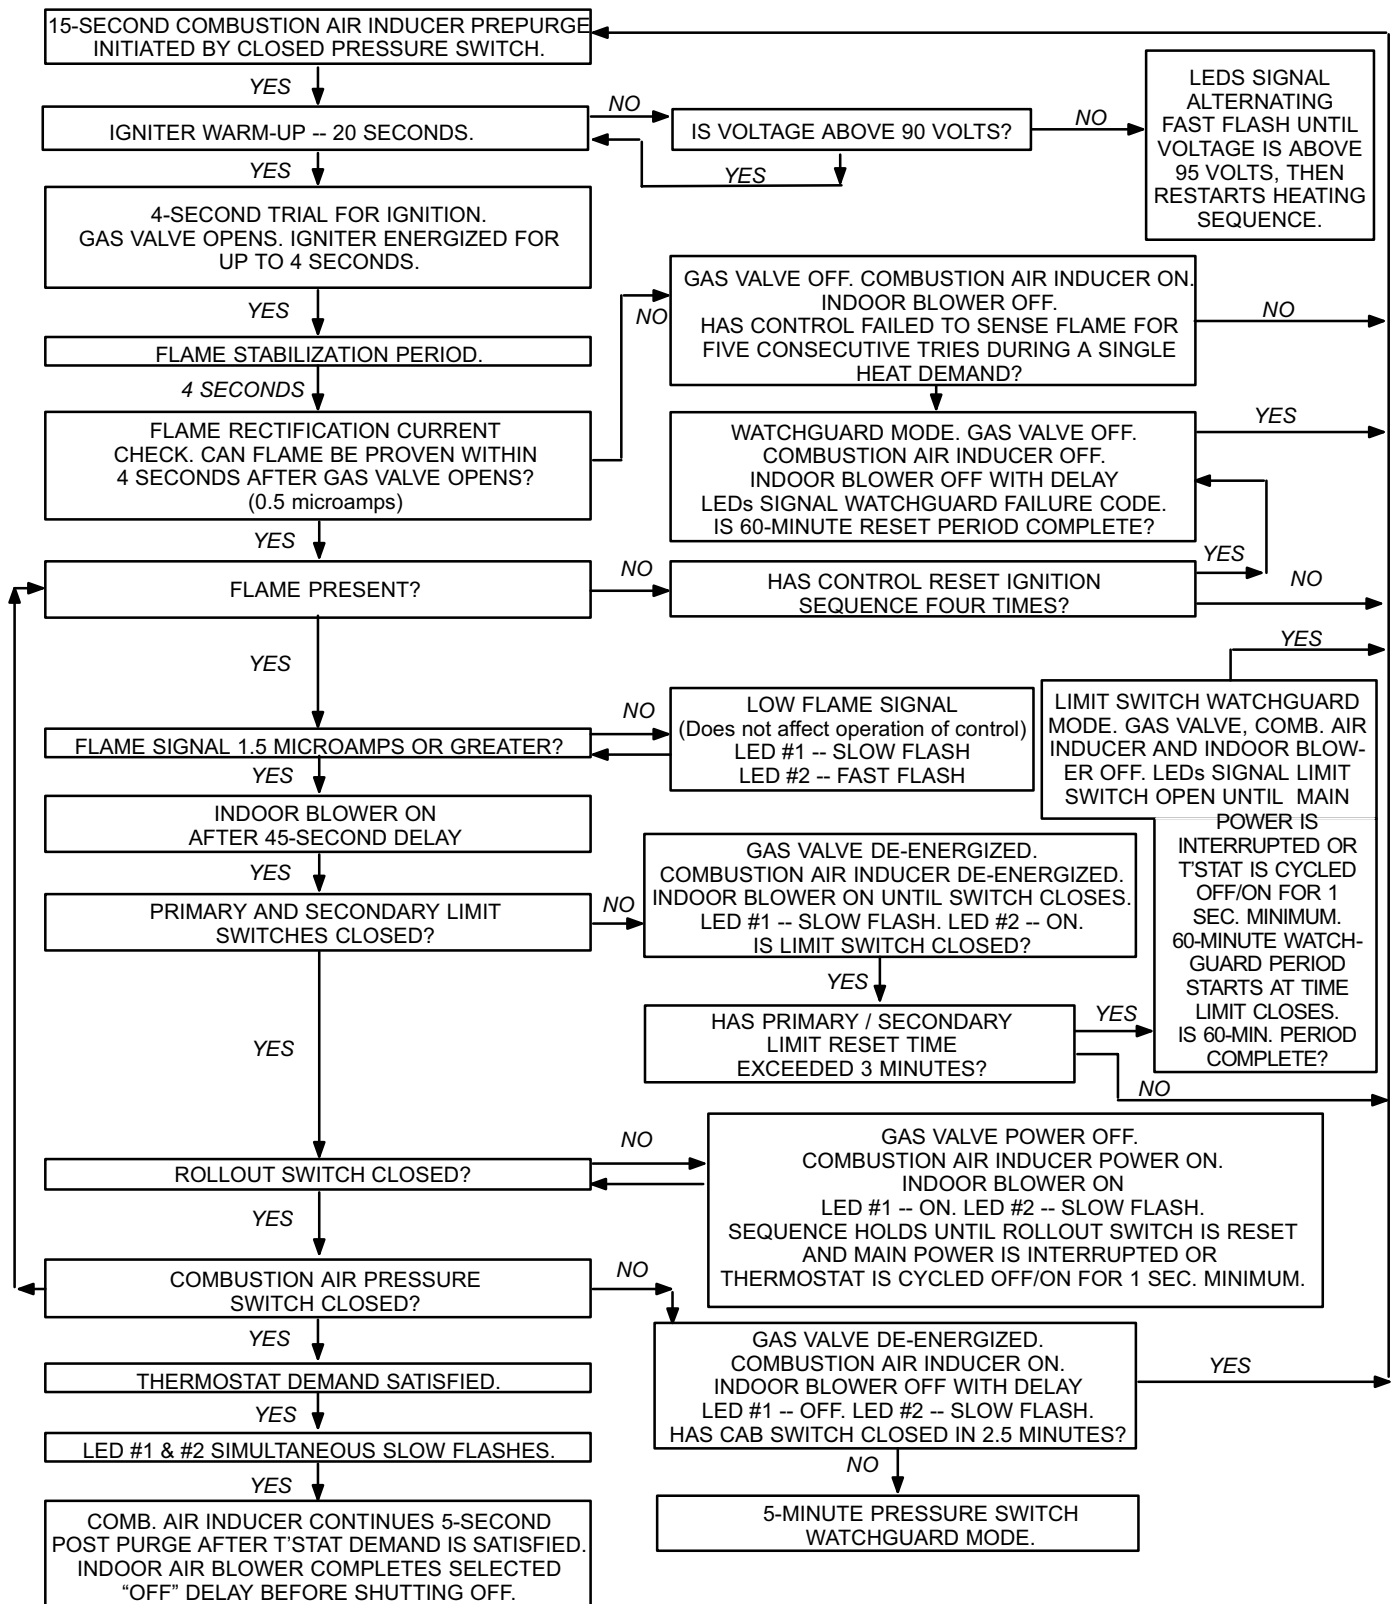 15-SECOND COMBUSTION AIR INDUCER PREPURGE
INITIATED BY CLOSED PRESSURE SWITCH.
YES
IGNITER WARM-UP -- 20 SECONDS.
NO
IS VOLTAGE ABOVE 90 VOLTS?
YES
NO
LEDS SIGNAL
ALTERNATING
FAST FLASH UNTIL
VOLTAGE IS ABOVE
95 VOLTS, THEN
RESTARTS HEATING
SEQUENCE.
YES
4-SECOND TRIAL FOR IGNITION.
GAS VALVE OPENS. IGNITER ENERGIZED FOR
UP TO 4 SECONDS.
YES
FLAME STABILIZATION PERIOD.
4 SECONDS
FLAME RECTIFICATION CURRENT
CHECK. CAN FLAME BE PROVEN WITHIN
4 SECONDS AFTER GAS VALVE OPENS?
(0.5 microamps)
NO
GAS VALVE OFF. COMBUSTION AIR INDUCER ON.
INDOOR BLOWER OFF.
HAS CONTROL FAILED TO SENSE FLAME FOR
FIVE CONSECUTIVE TRIES DURING A SINGLE
HEAT DEMAND?
NO
WATCHGUARD MODE. GAS VALVE OFF.
COMBUSTION AIR INDUCER OFF.
INDOOR BLOWER OFF WITH DELAY
LEDs SIGNAL WATCHGUARD FAILURE CODE.
IS 60-MINUTE RESET PERIOD COMPLETE?
YES
YES
FLAME PRESENT?
NO
HAS CONTROL RESET IGNITION
SEQUENCE FOUR TIMES?
YES
NO
YES
FLAME SIGNAL 1.5 MICROAMPS OR GREATER?
NO
LOW FLAME SIGNAL
(Does not affect operation of control)
LED #1 -- SLOW FLASH
LED #2 -- FAST FLASH
YES
LIMIT SWITCH WATCHGUARD
MODE. GAS VALVE, COMB. AIR
INDUCER AND INDOOR BLOW-
ER OFF. LEDs SIGNAL LIMIT
SWITCH OPEN UNTIL MAIN
POWER IS
INTERRUPTED OR
T'STAT IS CYCLED
OFF/ON FOR 1
SEC. MINIMUM.
60-MINUTE WATCH-
GUARD PERIOD
STARTS AT TIME
LIMIT CLOSES.
IS 60-MIN. PERIOD
COMPLETE?
YES
INDOOR BLOWER ON
AFTER 45-SECOND DELAY
YES
PRIMARY AND SECONDARY LIMIT
SWITCHES CLOSED?
NO
GAS VALVE DE-ENERGIZED.
COMBUSTION AIR INDUCER DE-ENERGIZED.
INDOOR BLOWER ON UNTIL SWITCH CLOSES.
LED #1 -- SLOW FLASH. LED #2 -- ON.
IS LIMIT SWITCH CLOSED?
YES
HAS PRIMARY / SECONDARY
LIMIT RESET TIME
EXCEEDED 3 MINUTES?
YES
NO
YES
ROLLOUT SWITCH CLOSED?
NO
GAS VALVE POWER OFF.
COMBUSTION AIR INDUCER POWER ON.
INDOOR BLOWER ON
LED #1 -- ON. LED #2 -- SLOW FLASH.
SEQUENCE HOLDS UNTIL ROLLOUT SWITCH IS RESET
AND MAIN POWER IS INTERRUPTED OR
THERMOSTAT IS CYCLED OFF/ON FOR 1 SEC. MINIMUM.
YES
COMBUSTION AIR PRESSURE
SWITCH CLOSED?
NO
GAS VALVE DE-ENERGIZED.
COMBUSTION AIR INDUCER ON.
INDOOR BLOWER OFF WITH DELAY
LED #1 -- OFF. LED #2 -- SLOW FLASH.
HAS CAB SWITCH CLOSED IN 2.5 MINUTES?
YES
NO
5-MINUTE PRESSURE SWITCH
WATCHGUARD MODE.
YES
THERMOSTAT DEMAND SATISFIED.
YES
LED #1 & #2 SIMULTANEOUS SLOW FLASHES.
YES
COMB. AIR INDUCER CONTINUES 5-SECOND
POST PURGE AFTER T'STAT DEMAND IS SATISFIED.
INDOOR AIR BLOWER COMPLETES SELECTED
“OFF” DELAY BEFORE SHUTTING OFF.